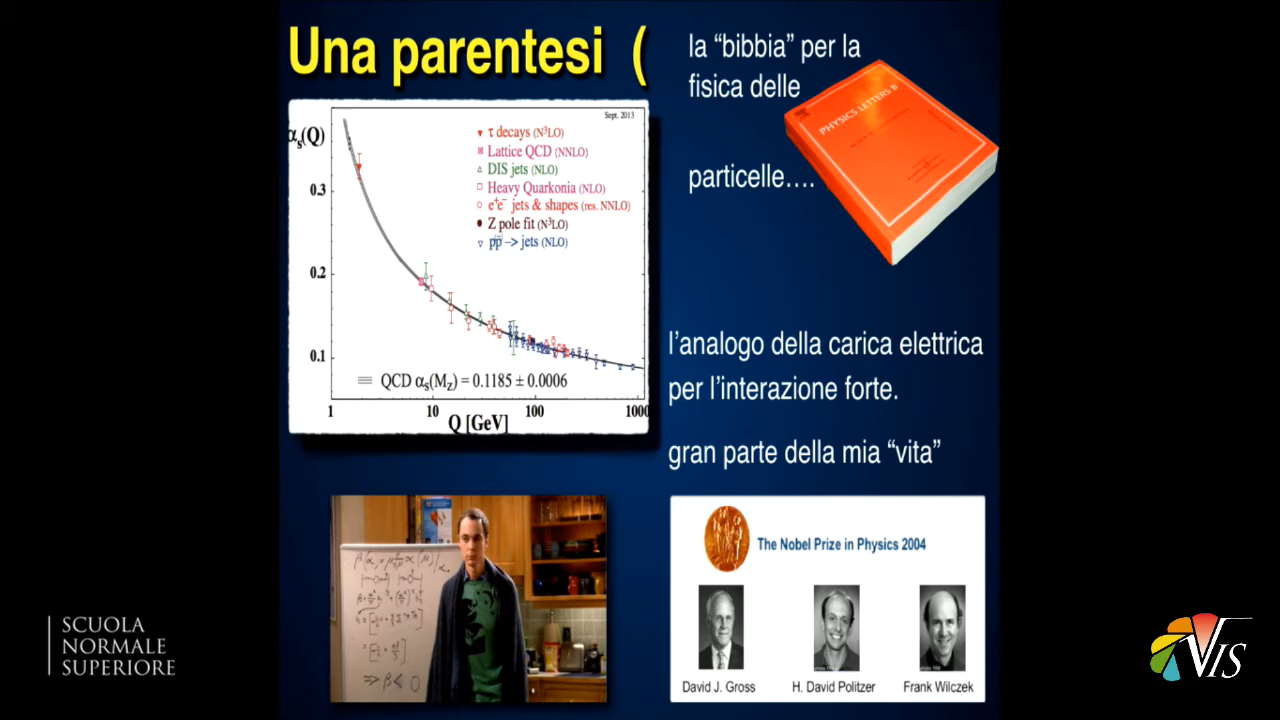 Una parentesi (
la “bibbia” per la
fisica delle
particelle....
PHYSICS LETTERS B
αs(Q)
Sept. 2013
τ decays (N³LO)
Lattice QCD (NNLO)
DIS jets (NLO)
Heavy Quarkonia (NLO)
e⁺e⁻ jets & shapes (res. NNLO)
Z pole fit (N³LO)
pp̄ –> jets (NLO)
0.3
0.2
0.1
QCD αs(Mz) = 0.1185 ± 0.0006
1 10 100 1000
Q [GeV]
l’analogo della carica elettrica
per l’interazione forte.
gran parte della mia “vita”
⇒ β < 0
The Nobel Prize in Physics 2004
David J. Gross H. David Politzer Frank Wilczek
SCUOLA
NORMALE
SUPERIORE
VIS